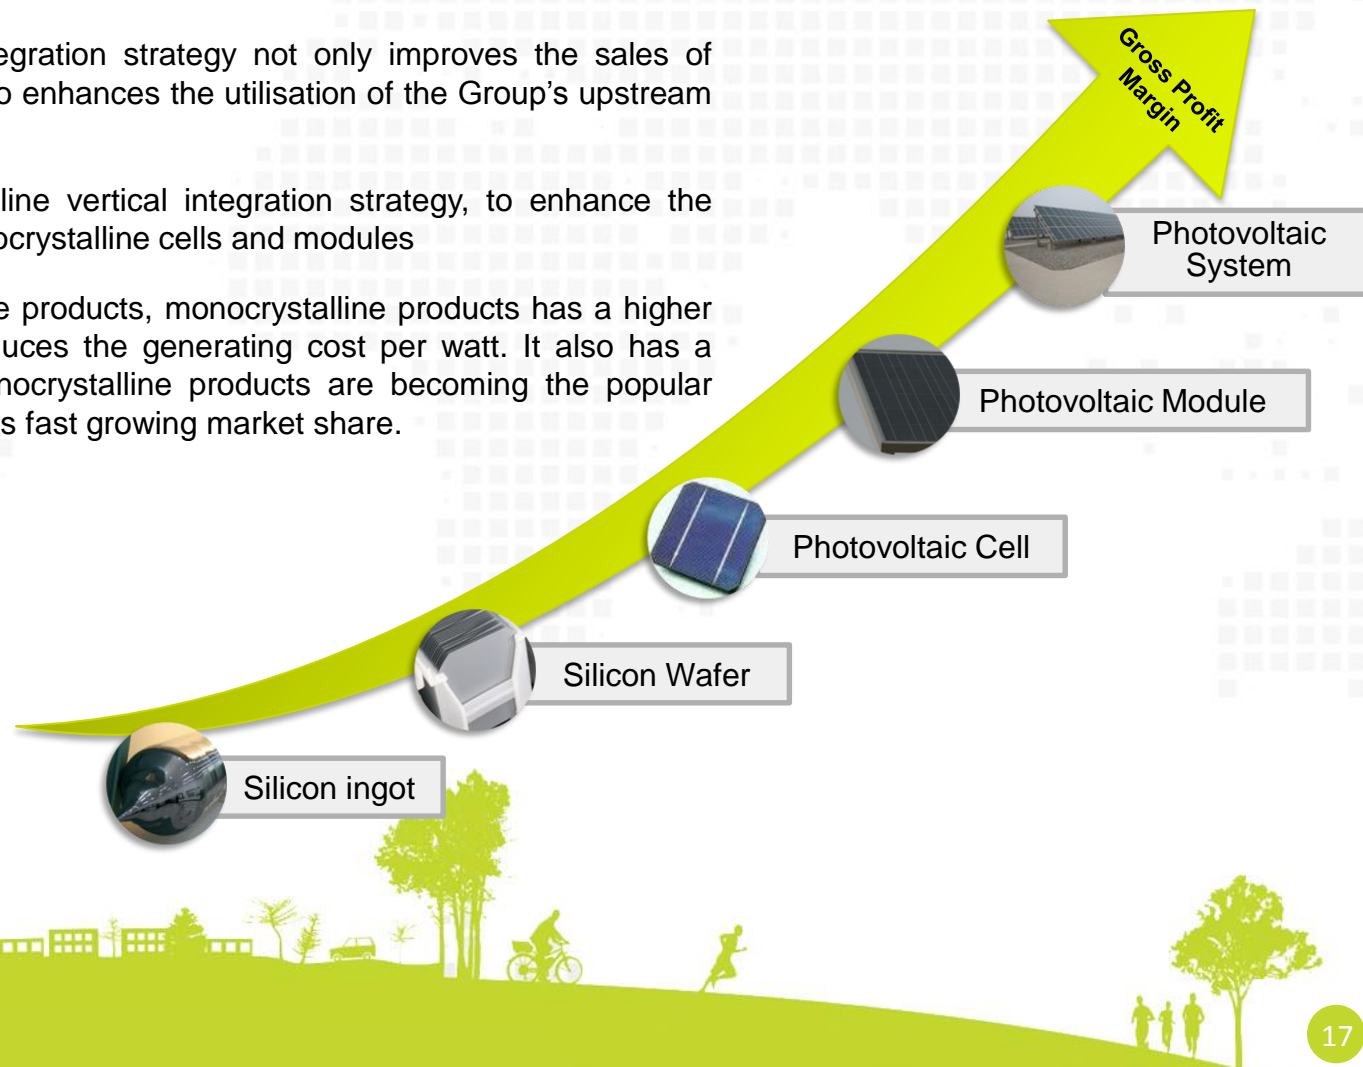 egration strategy not only improves the sales of
o enhances the utilisation of the Group's upstream
line vertical integration strategy, to enhance the
ocrystalline cells and modules
e products, monocrystalline products has a higher
uces the generating cost per watt. It also has a
nocrystalline products are becoming the popular
s fast growing market share.
Gross Profit
Margin
Photovoltaic
System
Photovoltaic Module
Photovoltaic Cell
Silicon Wafer
Silicon ingot
17